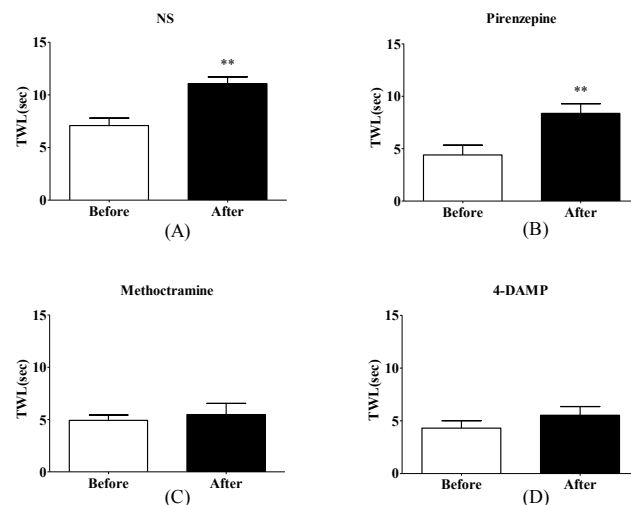 NS
TWL(sec)
15
10
5
0
**
Before After
(A)
Pirenzepine
TWL(sec)
15
10
5
0
**
Before After
(B)
Methoctramine
TWL(sec)
15
10
5
0
Before After
(C)
4-DAMP
TWL(sec)
15
10
5
0
Before After
(D)